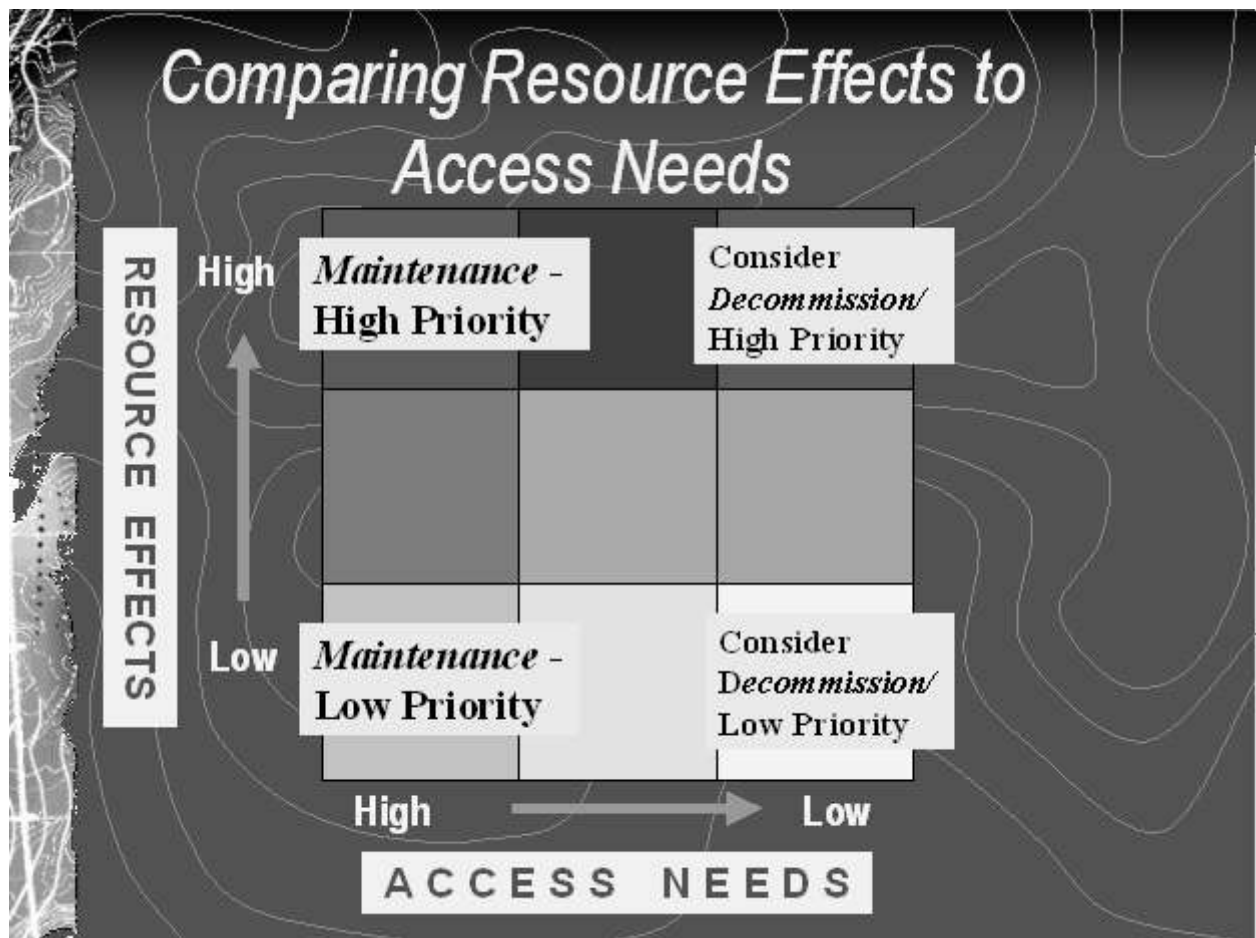 Comparing Resource Effects to
Access Needs
RESOURCE EFFECTS
High
Maintenance -
High Priority
Consider
Decommission/
High Priority
Low
Maintenance -
Low Priority
Consider
Decommission/
Low Priority
High
Low
ACCESS NEEDS